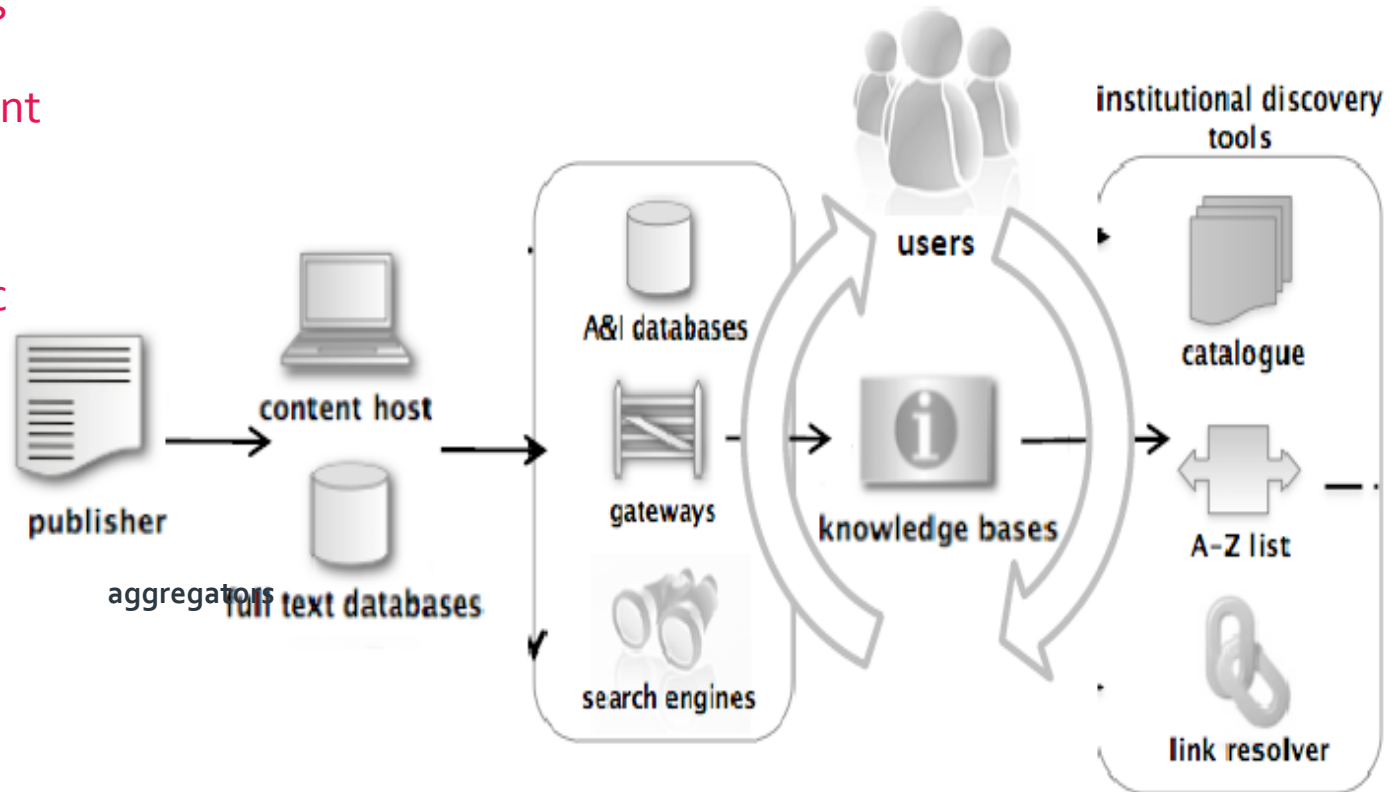 nt
institutional discovery
tools
users
A&I databases
catalogue
content host
gateways
publisher
knowledge bases
A-Z list
aggregators
full text databases
search engines
link resolver